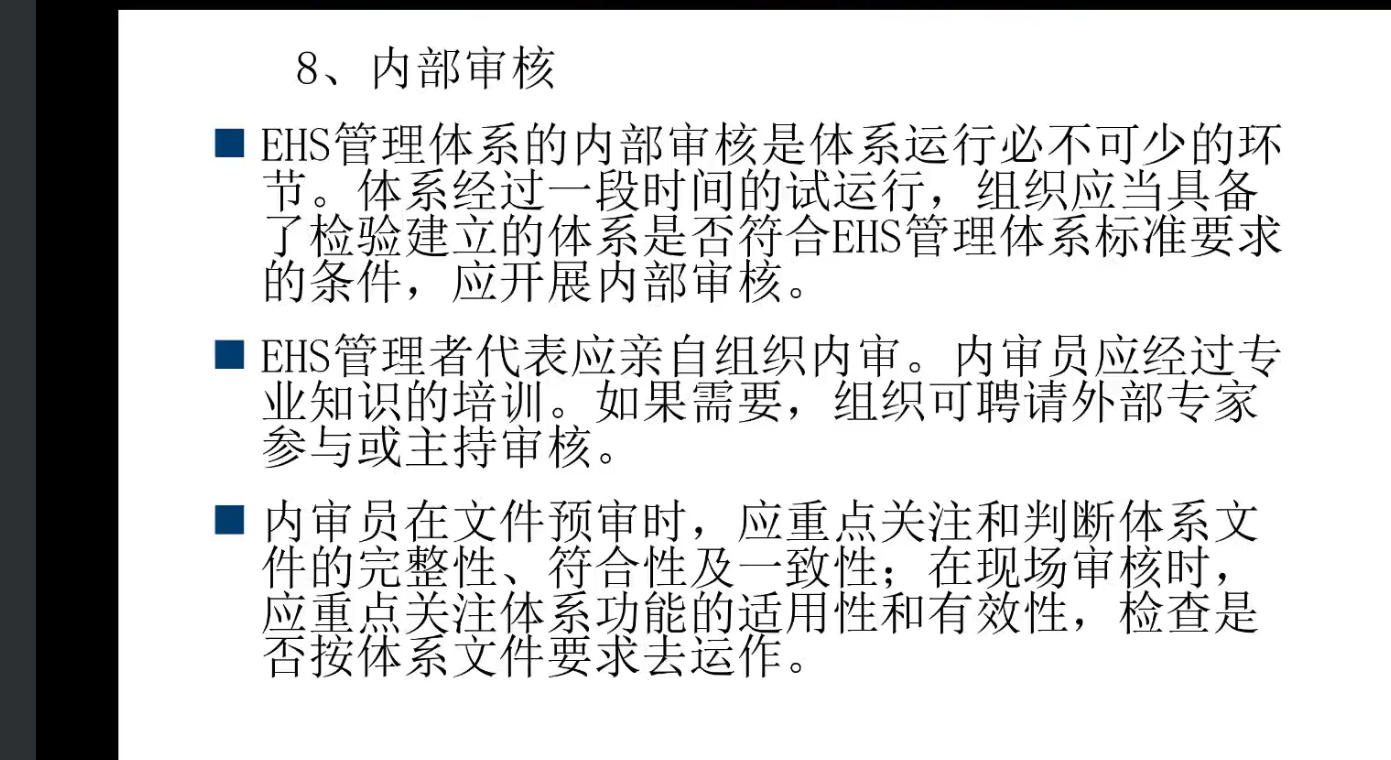 8、内部审核
EHS管理体系的内部审核是体系运行必不可少的环
节。体系经过一段时间的试运行，组织应当具备
了检验建立的体系是否符合EHS管理体系标准要求
的条件，应开展内部审核。
EHS管理者代表应亲自组织内审。内审员应经过专
业知识的培训。如果需要，组织可聘请外部专家
参与或主持审核。
内审员在文件预审时，应重点关注和判断体系文
件的完整性、符合性及一致性；在现场审核时，
应重点关注体系功能的适用性和有效性，检查是
否按体系文件要求去运作。